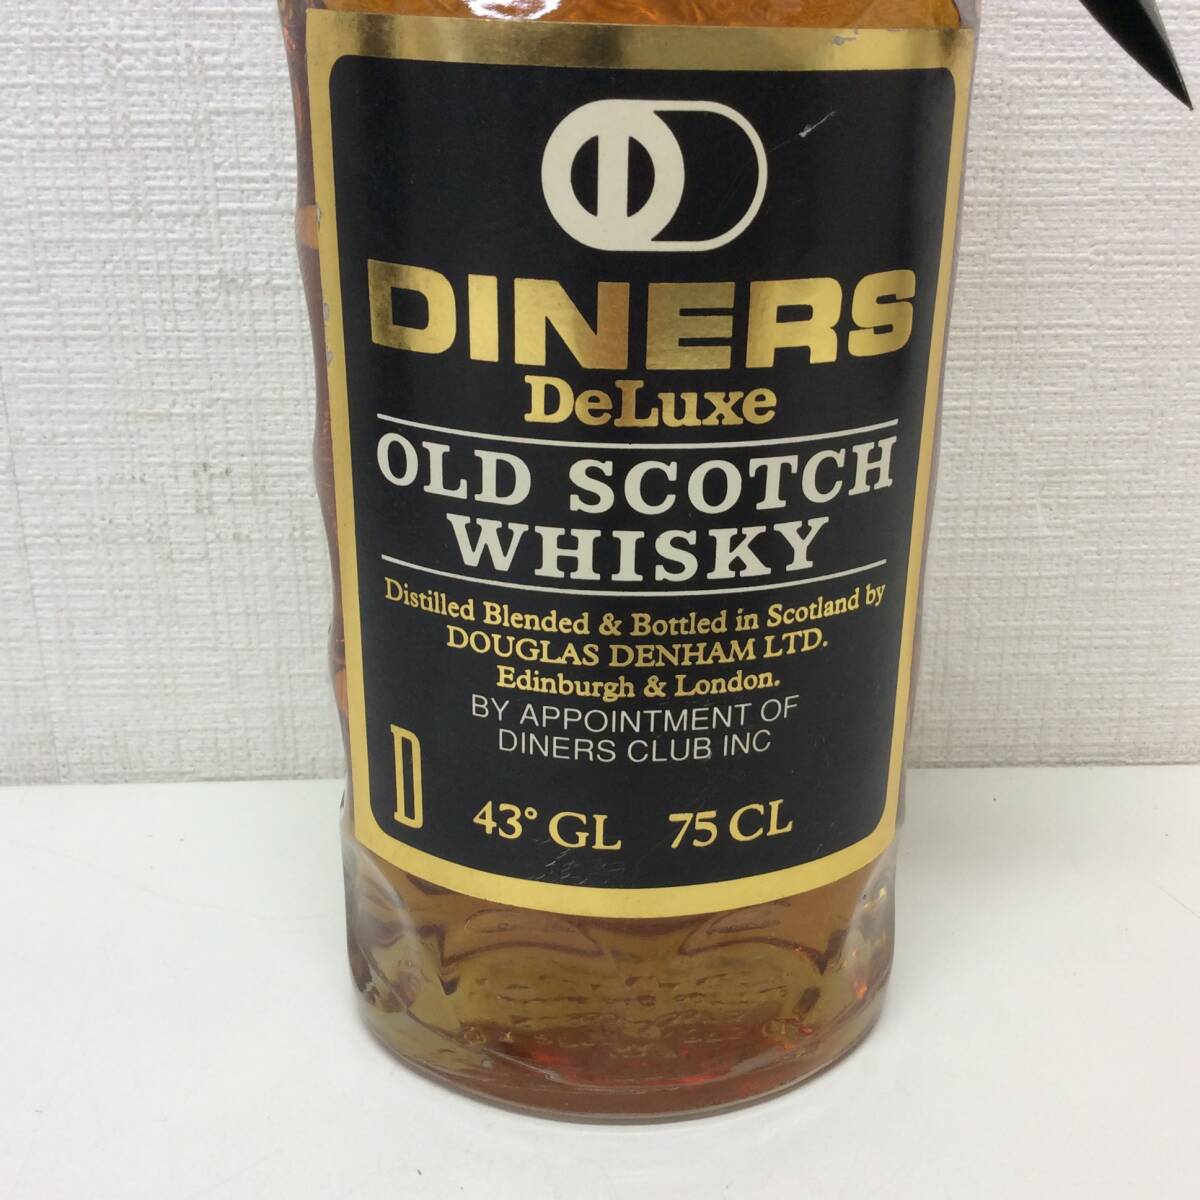 DINERS
DeLuxe
OLD SCOTCH
WHISKY
Distilled Blended & Bottled in Scotland by
DOUGLAS DENHAM LTD.
Edinburgh & London.
BY APPOINTMENT OF
DINERS CLUB INC
D
43° GL 75 CL